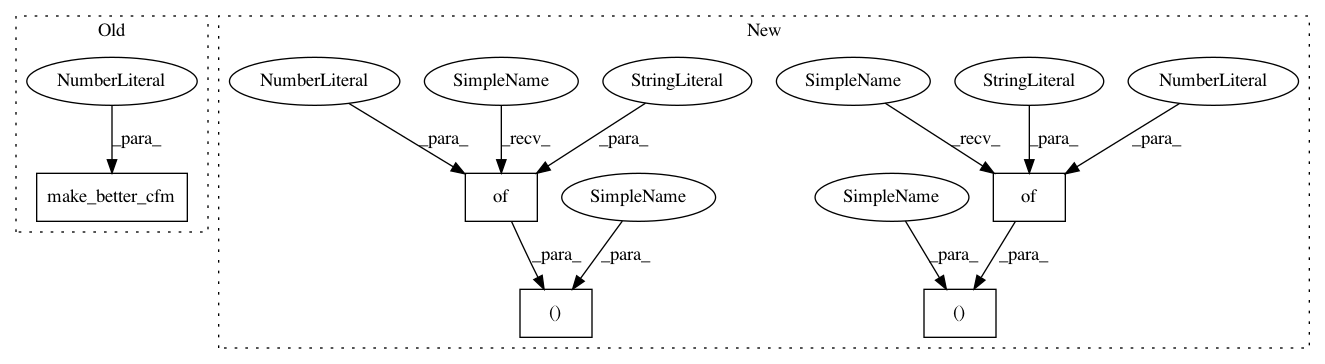 Old
New
NumberLiteral
NumberLiteral
SimpleName
StringLiteral
SimpleName
StringLiteral
NumberLiteral
_para_
_para_
_recv_
_para_
_recv_
_para_
_para_
make_better_cfm
of
SimpleName
SimpleName
of
_para_
_para_
_para_
_para_
()
()